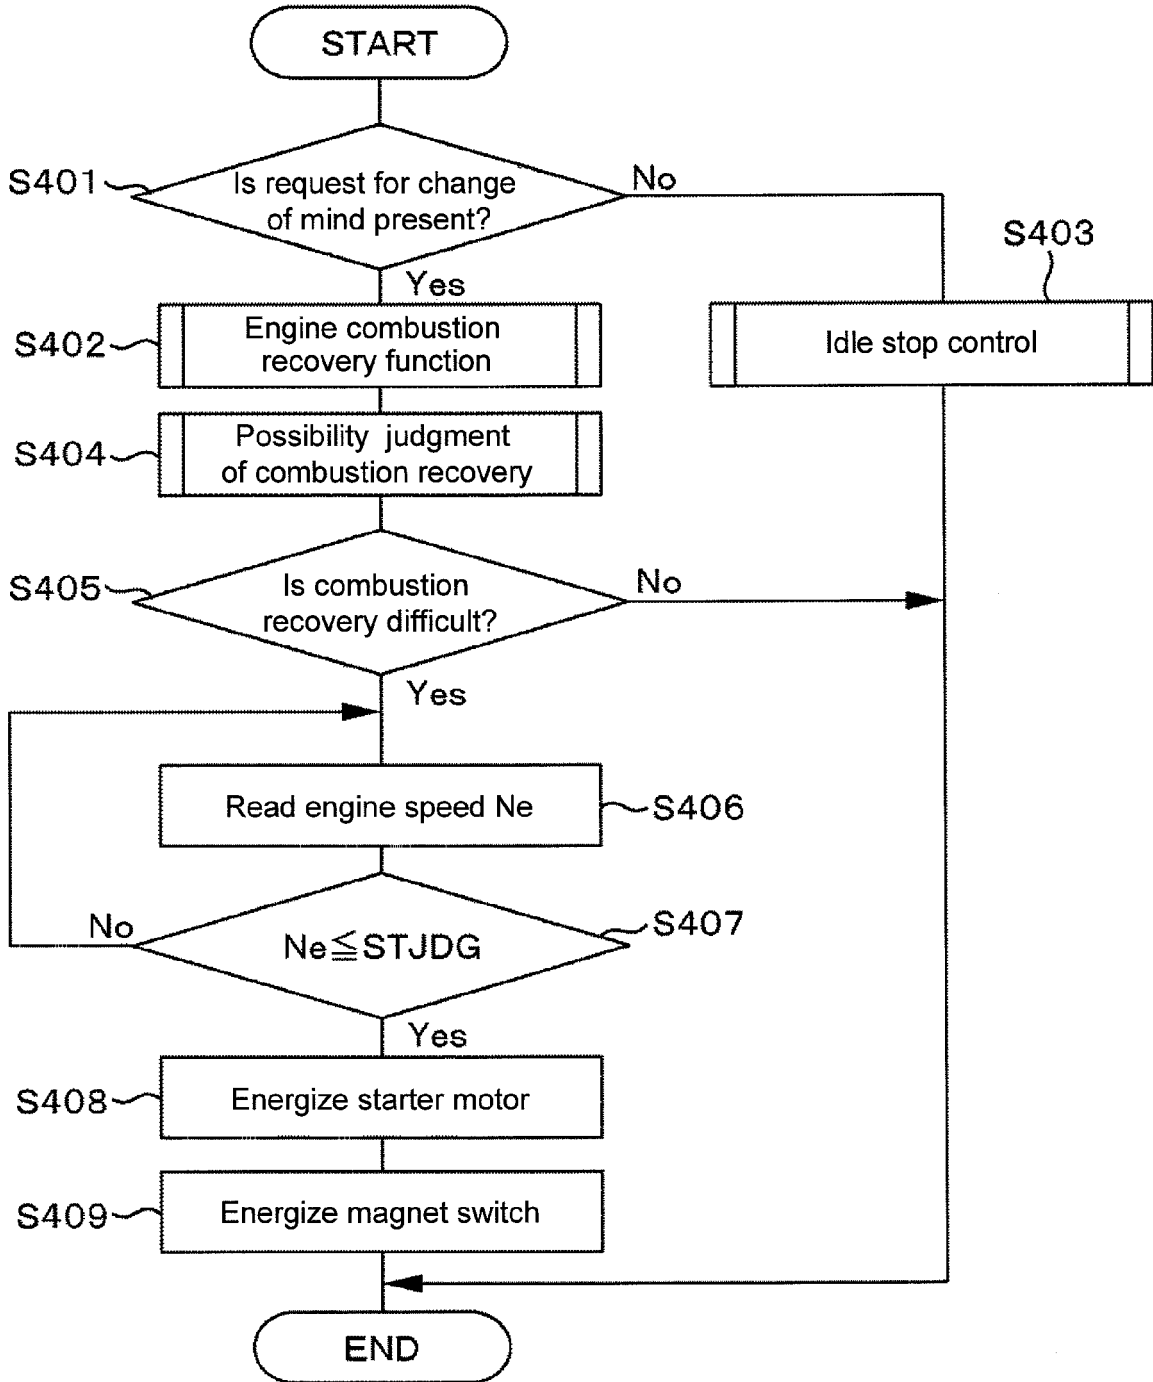 START
S401
Is request for change
of mind present?
No
Yes
S403
S402
Engine combustion
recovery function
Idle stop control
S404
Possibility judgment
of combustion recovery
S405
Is combustion
recovery difficult?
No
Yes
Read engine speed Ne
S406
No
Ne≦STJDG
S407
Yes
S408
Energize starter motor
S409
Energize magnet switch
END